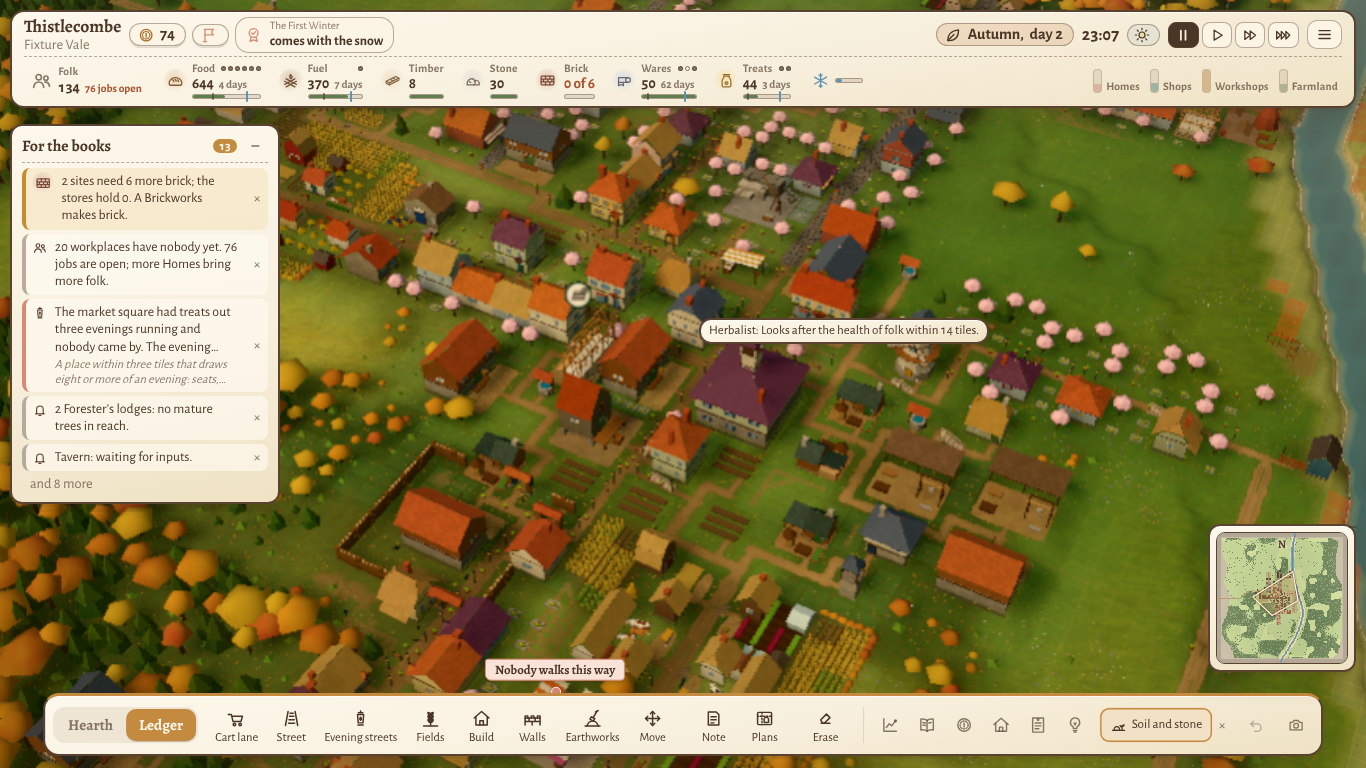 Thistlecombe
Fixture Vale
74
The First Winter
comes with the snow
Autumn, day 2
23:07
Folk
134 76 jobs open
Food
644 4 days
Fuel
370 7 days
Timber
8
Stone
30
Brick
0 of 6
Wares
50 62 days
Treats
44 3 days
Homes
Shops
Workshops
Farmland
For the books
13
2 sites need 6 more brick; the
stores hold 0. A Brickworks
makes brick.
20 workplaces have nobody yet. 76
jobs are open; more Homes bring
more folk.
The market square had treats out
three evenings running and
nobody came by. The evening...
A place within three tiles that draws
eight or more of an evening: seats,...
2 Forester's lodges: no mature
trees in reach.
Tavern: waiting for inputs.
and 8 more
Herbalist: Looks after the health of folk within 14 tiles.
N
Nobody walks this way
Hearth
Ledger
Cart lane
Street
Evening streets
Fields
Build
Walls
Earthworks
Move
Note
Plans
Erase
Soil and stone